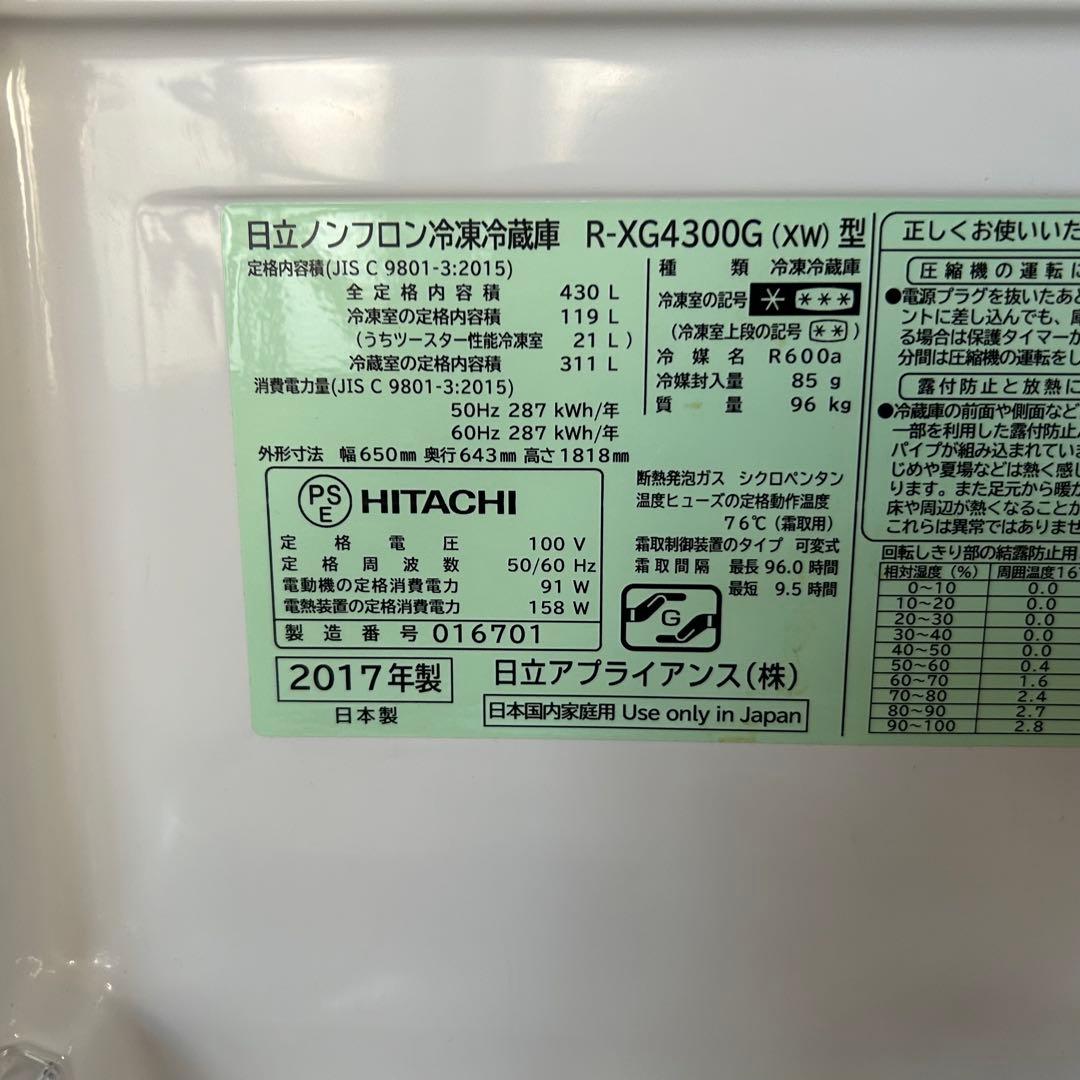 日立ノンフロン冷凍冷蔵庫 R-XG4300G (XW) 型
定格内容積(JIS C 9801-3:2015)
全定格内容積 430 L
冷凍室の定格内容積 119 L
(うちツースター性能冷凍室 21 L)
冷蔵室の定格内容積 311 L
消費電力量(JIS C 9801-3:2015)
50Hz 287 kWh/年
60Hz 287 kWh/年
外形寸法 幅650㎜ 奥行643㎜ 高さ1818㎜
種類 冷凍冷蔵庫
冷凍室の記号 * ***
(冷凍室上段の記号 **)
冷媒名 R600a
冷媒封入量 85 g
質量 96 kg
PSE HITACHI
定格電圧 100 V
定格周波数 50/60 Hz
電動機の定格消費電力 91 W
電熱装置の定格消費電力 158 W
製造番号 016701
2017年製
日本製
断熱発泡ガス シクロペンタン
温度ヒューズの定格動作温度
76℃(霜取用)
霜取制御装置のタイプ 可変式
霜取間隔 最長 96.0 時間
最短 9.5 時間
G
日立アプライアンス(株)
日本国内家庭用 Use only in Japan
正しくお使いいた
圧縮機の運転に
●電源プラグを抜いたあと
ントに差し込んでも、
る場合は保護タイマーが
分間は圧縮機の運転をし
露付防止と放熱に
●冷蔵庫の前面や側面など
一部を利用した露付防止
パイプが組み込まれてい
じめや夏場などは熱く感じ
ります。また足元から暖か
床や周辺が熱くなることが
これらは異常ではありませ
回転しきり部の結露防止用
相対湿度(%) 周囲温度16
0~10 0.0
10~20 0.0
20~30 0.0
30~40 0.0
40~50 0.0
50~60 0.4
60~70 1.6
70~80 2.4
80~90 2.7
90~100 2.8